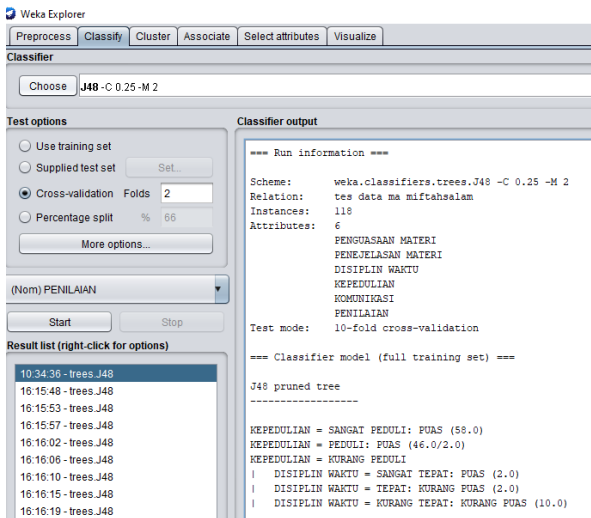 Weka Explorer
Preprocess Classify Cluster Associate Select attributes Visualize
Classifier
Choose J48 -C 0.25 -M 2
Test options
Use training set
Supplied test set Set...
Cross-validation Folds 2
Percentage split % 66
More options...
(Nom) PENILAIAN
Start Stop
Result list (right-click for options)
10:34:36 - trees.J48
16:15:48 - trees.J48
16:15:53 - trees.J48
16:15:57 - trees.J48
16:16:02 - trees.J48
16:16:06 - trees.J48
16:16:10 - trees.J48
16:16:15 - trees.J48
16:16:19 - trees.J48
Classifier output
=== Run information ===
Scheme: weka.classifiers.trees.J48 -C 0.25 -M 2
Relation: tes data ma miftahsalam
Instances: 118
Attributes: 6
PENGUASAAN MATERI
PENEJELASAN MATERI
DISIPLIN WAKTU
KEPEDULIAN
KOMUNIKASI
PENILAIAN
Test mode: 10-fold cross-validation
=== Classifier model (full training set) ===
J48 pruned tree
------------------
KEPEDULIAN = SANGAT PEDULI: PUAS (58.0)
KEPEDULIAN = PEDULI: PUAS (46.0/2.0)
KEPEDULIAN = KURANG PEDULI
| DISIPLIN WAKTU = SANGAT TEPAT: PUAS (2.0)
| DISIPLIN WAKTU = TEPAT: KURANG PUAS (2.0)
| DISIPLIN WAKTU = KURANG TEPAT: KURANG PUAS (10.0)